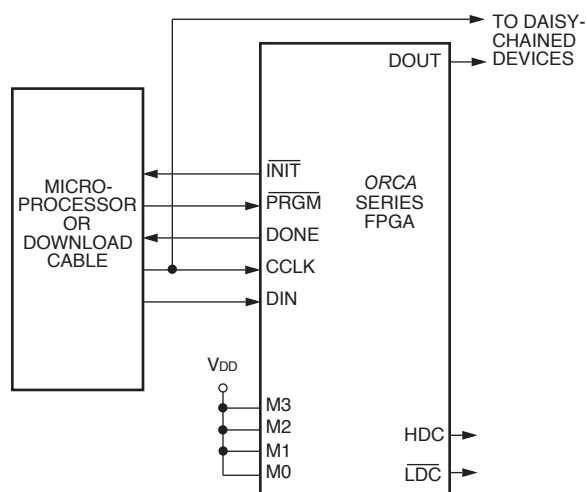 TO DAISY-
CHAINED
DEVICES
DOUT
MICRO-
PROCESSOR
OR
DOWNLOAD
CABLE
INIT
PRGM
DONE
CCLK
DIN
ORCA
SERIES
FPGA
VDD
M3
M2
M1
M0
HDC
LDC